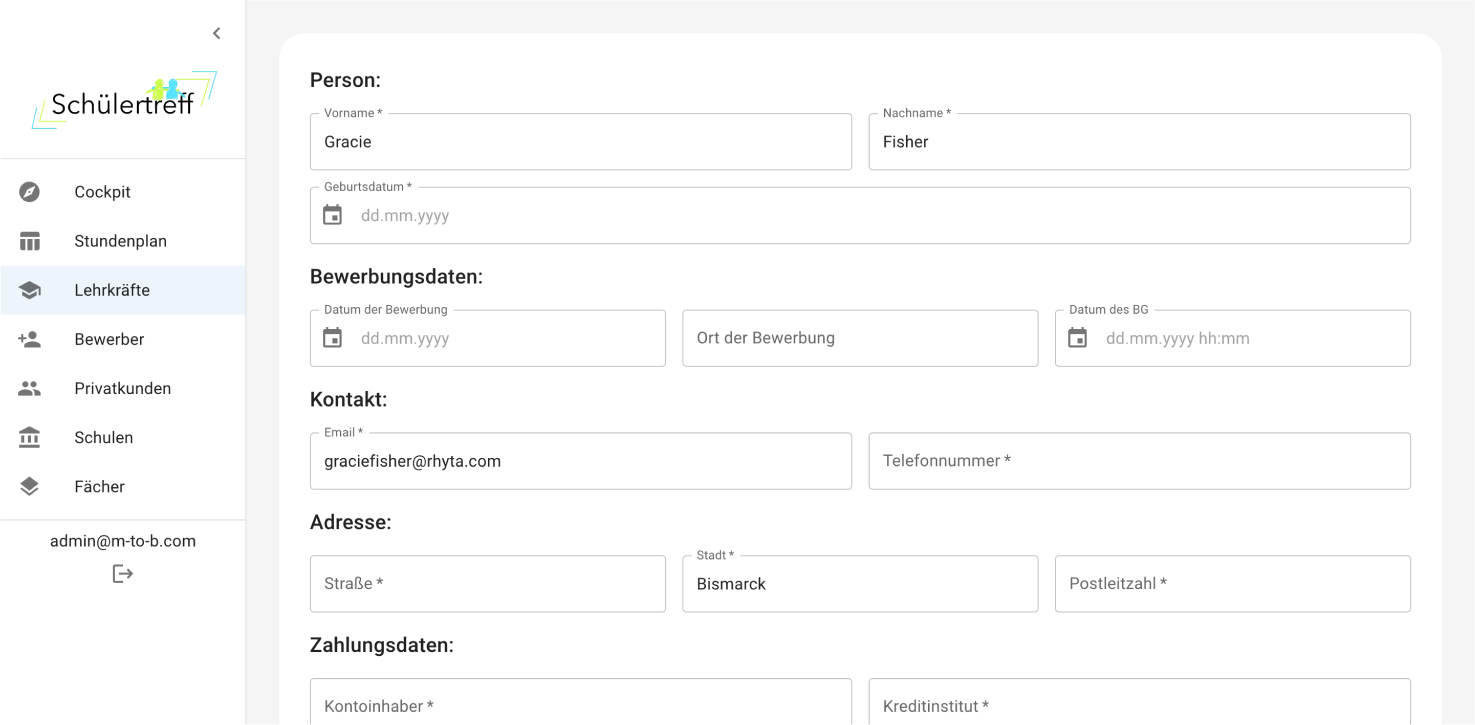 Schülertreff
Cockpit
Stundenplan
Lehrkräfte
Bewerber
Privatkunden
Schulen
Fächer
admin@m-to-b.com
Person:
Vorname *
Gracie
Nachname *
Fisher
Geburtsdatum *
dd.mm.yyyy
Bewerbungsdaten:
Datum der Bewerbung
dd.mm.yyyy
Ort der Bewerbung
Datum des BG
dd.mm.yyyy hh:mm
Kontakt:
Email *
graciefisher@rhyta.com
Telefonnummer *
Adresse:
Straße *
Stadt *
Bismarck
Postleitzahl *
Zahlungsdaten:
Kontoinhaber *
Kreditinstitut *